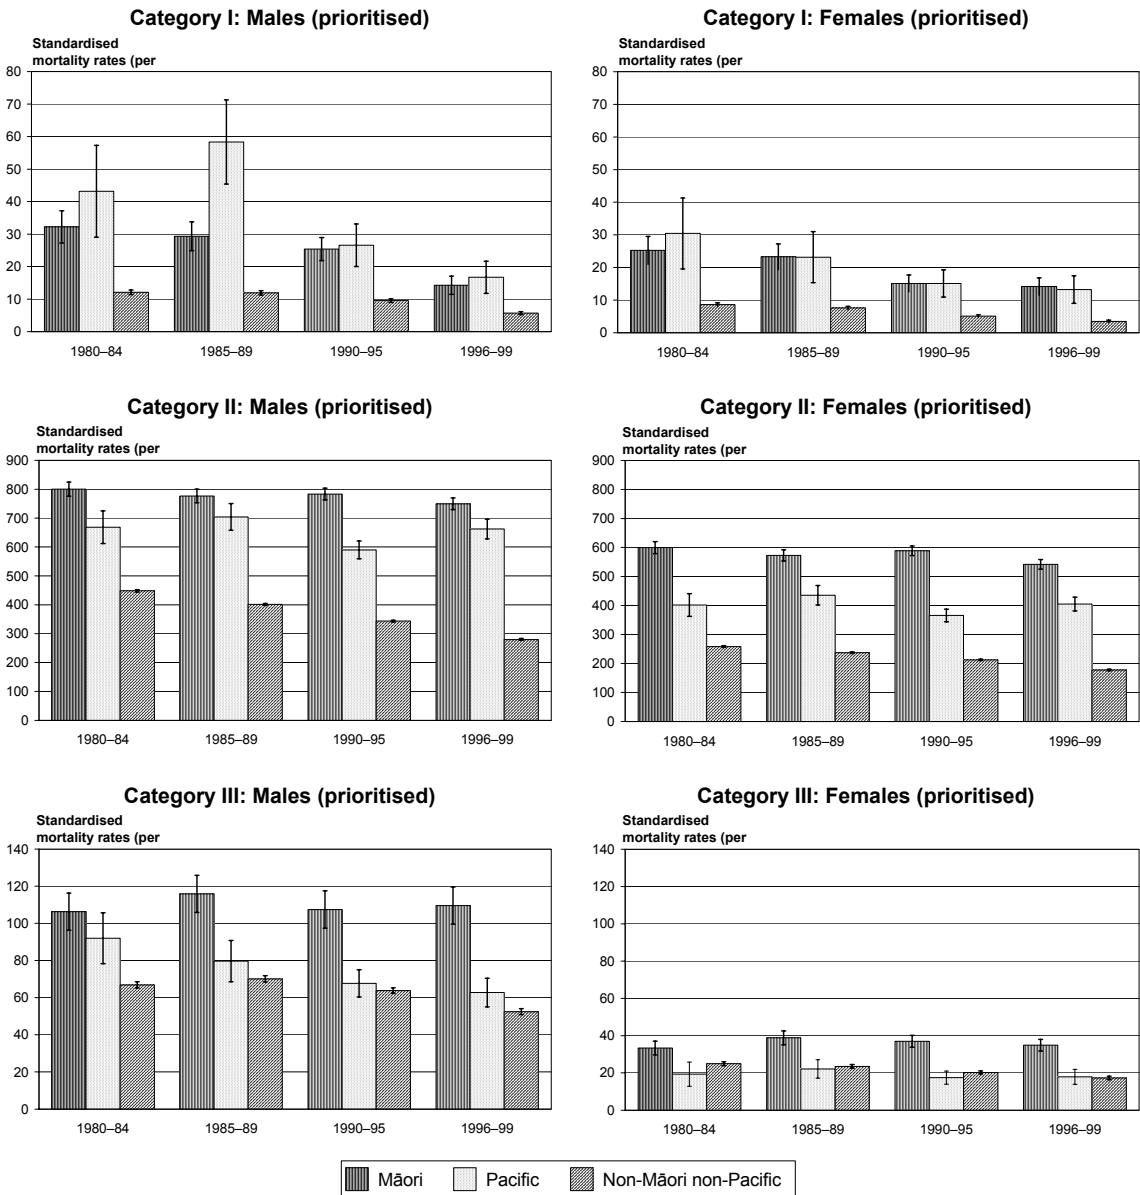 Category I: Males (prioritised)
Standardised
mortality rates (per
80
70
60
50
40
30
20
10
0
1980–84 1985–89 1990–95 1996–99
Category I: Females (prioritised)
Standardised
mortality rates (per
80
70
60
50
40
30
20
10
0
1980–84 1985–89 1990–95 1996–99
Category II: Males (prioritised)
Standardised
mortality rates (per
900
800
700
600
500
400
300
200
100
0
1980–84 1985–89 1990–95 1996–99
Category II: Females (prioritised)
Standardised
mortality rates (per
900
800
700
600
500
400
300
200
100
0
1980–84 1985–89 1990–95 1996–99
Category III: Males (prioritised)
Standardised
mortality rates (per
140
120
100
80
60
40
20
0
1980–84 1985–89 1990–95 1996–99
Category III: Females (prioritised)
Standardised
mortality rates (per
140
120
100
80
60
40
20
0
1980–84 1985–89 1990–95 1996–99
Māori Pacific Non-Māori non-Pacific